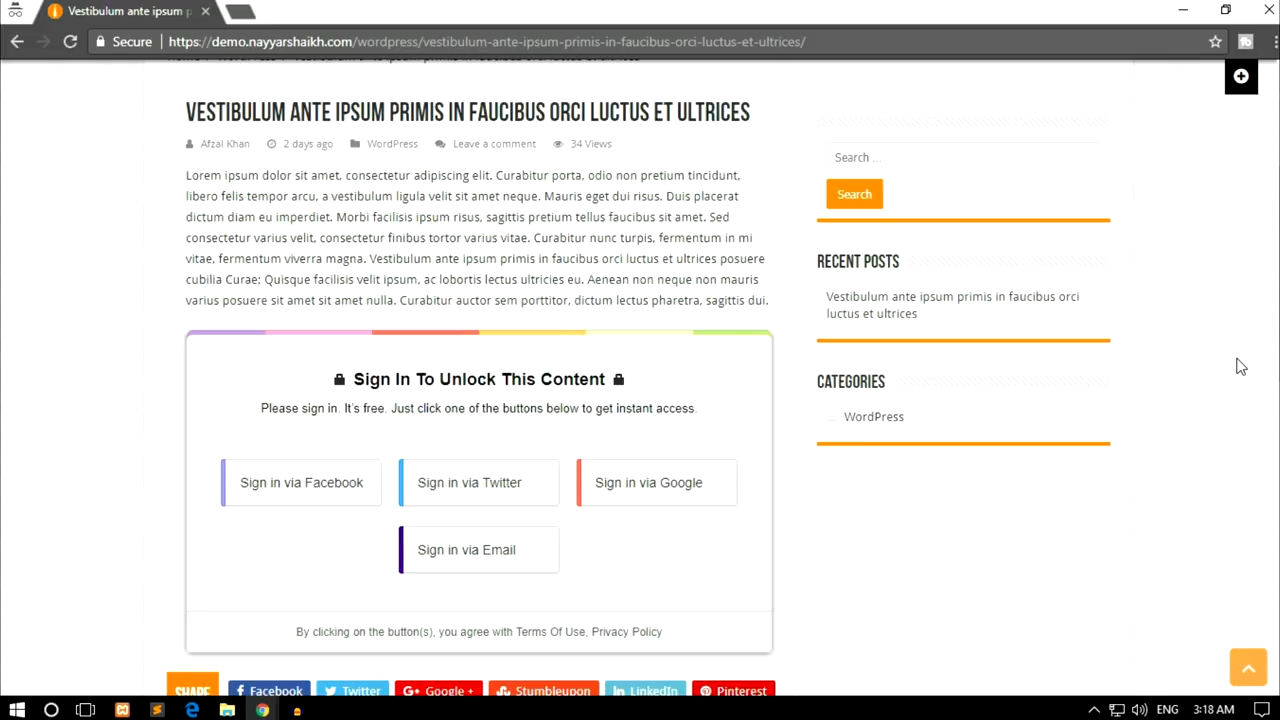 Vestibulum ante ipsum p
Secure
https://demo.nayyarshaikh.com/wordpress/vestibulum-ante-ipsum-primis-in-faucibus-orci-luctus-et-ultrices/
VESTIBULUM ANTE IPSUM PRIMIS IN FAUCIBUS ORCI LUCTUS ET ULTRICES
Afzal Khan 2 days ago WordPress Leave a comment 34 Views
Lorem ipsum dolor sit amet, consectetur adipiscing elit. Curabitur porta, odio non pretium tincidunt,
libero felis tempor arcu, a vestibulum ligula velit sit amet neque. Mauris eget dui risus. Duis placerat
dictum diam eu imperdiet. Morbi facilisis ipsum risus, sagittis pretium tellus faucibus sit amet. Sed
consectetur varius velit, consectetur finibus tortor varius vitae. Curabitur nunc turpis, fermentum in mi
vitae, fermentum viverra magna. Vestibulum ante ipsum primis in faucibus orci luctus et ultrices posuere
cubilia Curae; Quisque facilisis velit ipsum, ac lobortis lectus ultricies eu. Aenean non neque non mauris
varius posuere sit amet sit amet nulla. Curabitur auctor sem porttitor, dictum lectus pharetra, sagittis dui.
Sign In To Unlock This Content
Please sign in. It's free. Just click one of the buttons below to get instant access.
Sign in via Facebook
Sign in via Twitter
Sign in via Google
Sign in via Email
By clicking on the button(s), you agree with Terms Of Use, Privacy Policy
SHARE
Facebook
Twitter
Google +
Stumbleupon
LinkedIn
Pinterest
Search ...
Search
RECENT POSTS
Vestibulum ante ipsum primis in faucibus orci
luctus et ultrices
CATEGORIES
WordPress
ENG
3:18 AM